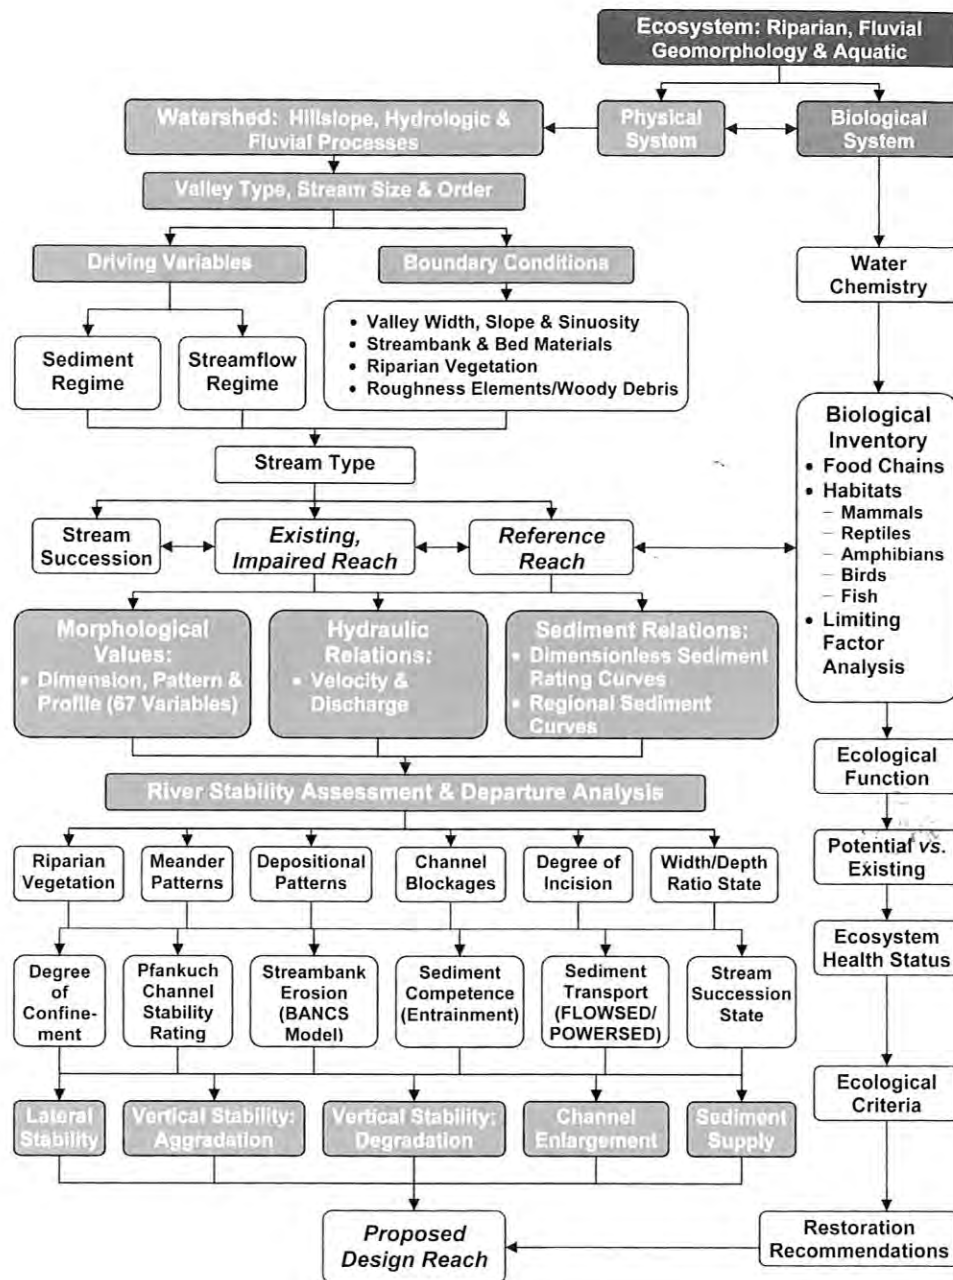 Ecosystem: Riparian, Fluvial
Geomorphology & Aquatic
Watershed: Hillslope, Hydrologic &
Fluvial Processes
Physical
System
Biological
System
Valley Type, Stream Size & Order
Driving Variables
Boundary Conditions
Water
Chemistry
Sediment
Regime
Streamflow
Regime
• Valley Width, Slope & Sinuosity
• Streambank & Bed Materials
• Riparian Vegetation
• Roughness Elements/Woody Debris
Stream Type
Biological
Inventory
• Food Chains
• Habitats
– Mammals
– Reptiles
– Amphibians
– Birds
– Fish
• Limiting
Factor
Analysis
Stream
Succession
Existing,
Impaired Reach
Reference
Reach
Morphological
Values:
• Dimension, Pattern &
Profile (67 Variables)
Hydraulic
Relations:
• Velocity &
Discharge
Sediment Relations:
• Dimensionless Sediment
Rating Curves
• Regional Sediment
Curves
Ecological
Function
River Stability Assessment & Departure Analysis
Riparian
Vegetation
Meander
Patterns
Depositional
Patterns
Channel
Blockages
Degree of
Incision
Width/Depth
Ratio State
Potential vs.
Existing
Degree
of
Confine-
ment
Pfankuch
Channel
Stability
Rating
Streambank
Erosion
(BANCS
Model)
Sediment
Competence
(Entrainment)
Sediment
Transport
(FLOWSED/
POWERSED)
Stream
Succession
State
Ecosystem
Health Status
Lateral
Stability
Vertical Stability:
Aggradation
Vertical Stability:
Degradation
Channel
Enlargement
Sediment
Supply
Ecological
Criteria
Proposed
Design Reach
Restoration
Recommendations